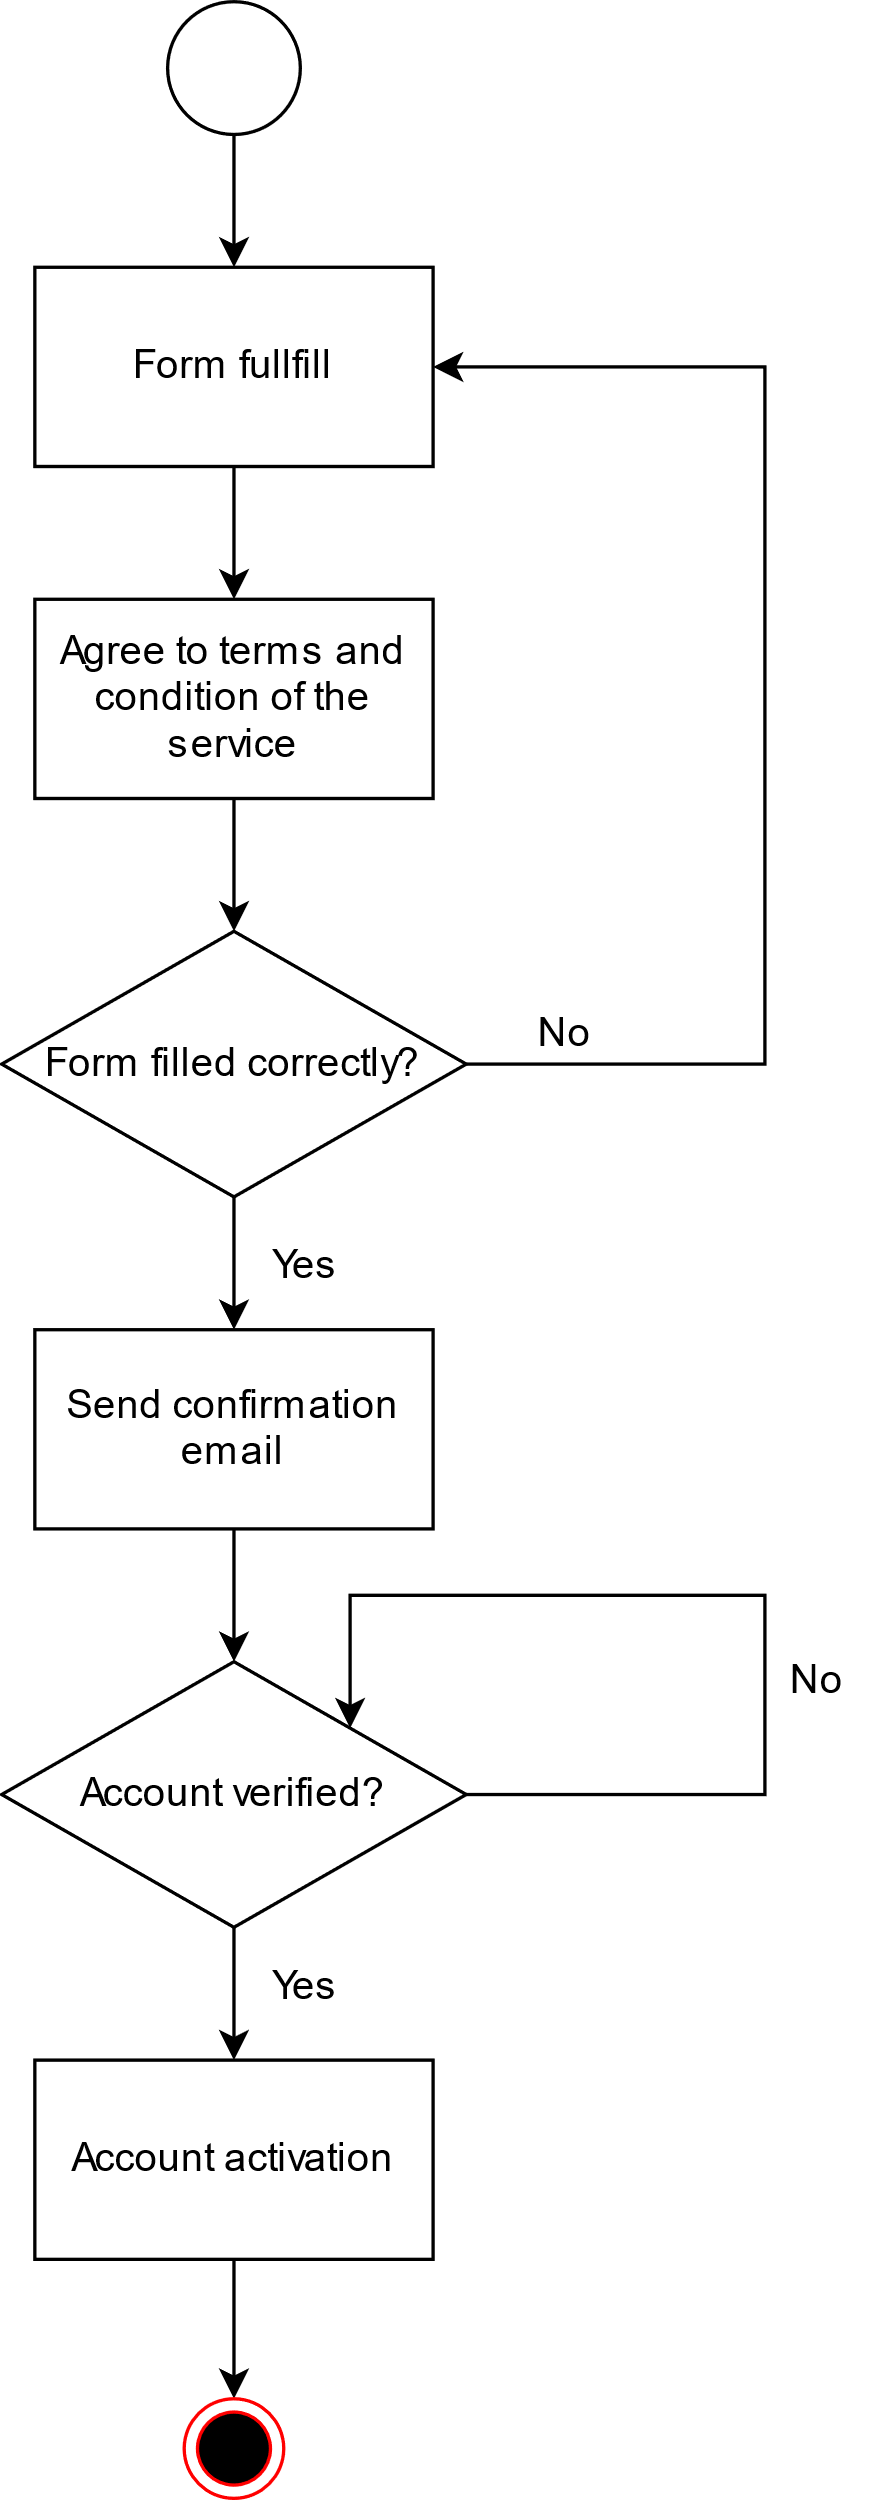 Form fullfill
Agree to terms and
condition of the
service
Form filled correctly?
No
Yes
Send confirmation
email
No
Account verified?
Yes
Account activation